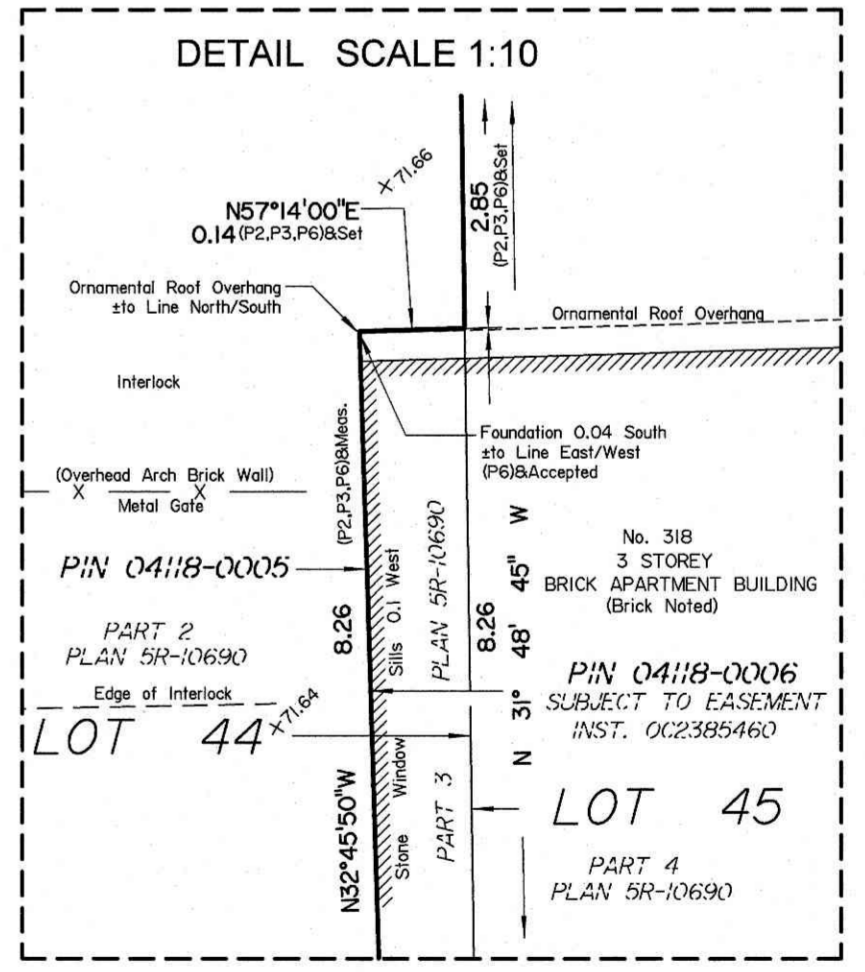 DETAIL SCALE 1:10
71.66
2.85
(P2,P3,P6)&Set
N57°14'00"E
0.14(P2,P3,P6)&Set
Ornamental Roof Overhang
±to Line North/South
Ornamental Roof Overhang
Interlock
Foundation 0.04 South
±to Line East/West
(P6)&Accepted
(P2,P3,P6)&Meas.
(Overhead Arch Brick Wall)
X X
Metal Gate
No. 318
3 STOREY
BRICK APARTMENT BUILDING
(Brick Noted)
PIN 04118-0005
PART 2
PLAN 5R-10690
8.26
Stone Window Sills 0.1 West
PART 3 PLAN 5R-10690
8.26
N 31° 48' 45" W
PIN 04118-0006
SUBJECT TO EASEMENT
INST. OC2385460
Edge of Interlock
71.64
LOT 44
N32°45'50"W
LOT 45
PART 4
PLAN 5R-10690